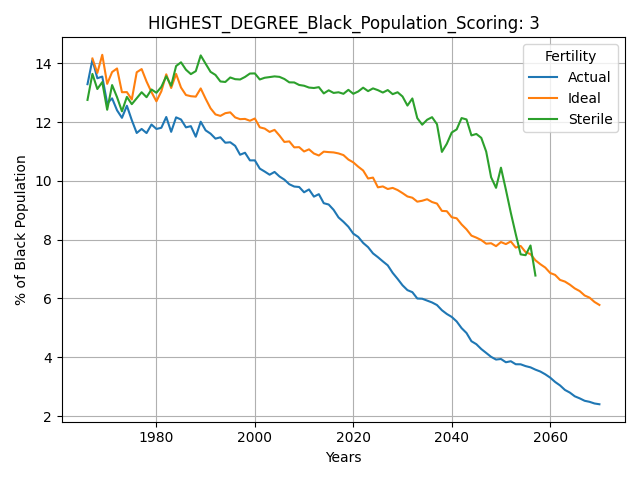 HIGHEST_DEGREE_Black_Population_Scoring: 3
Fertility
Actual
Ideal
Sterile
% of Black Population
14
12
10
8
6
4
2
1980 2000 2020 2040 2060
Years